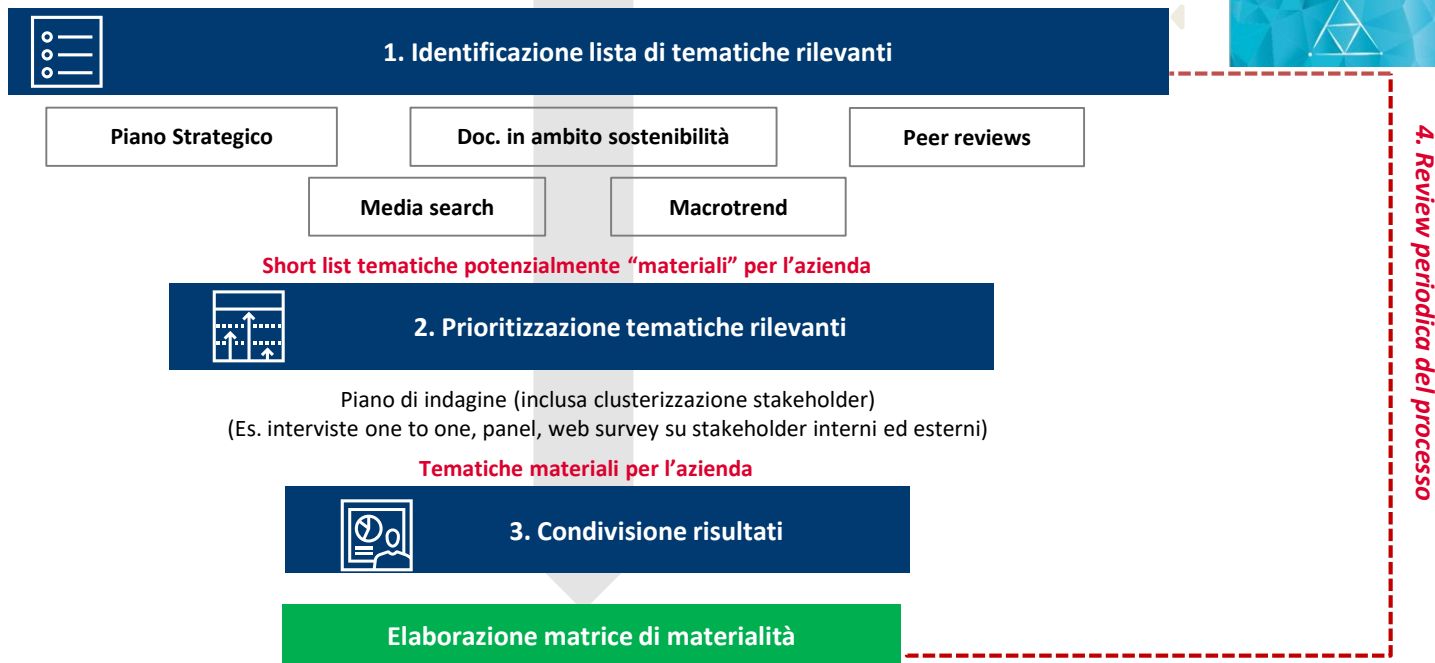 1. Identificazione lista di tematiche rilevanti
Piano Strategico
Doc. in ambito sostenibilità
Peer reviews
Media search
Macrotrend
Short list tematiche potenzialmente “materiali” per l’azienda
2. Prioritizzazione tematiche rilevanti
Piano di indagine (inclusa clusterizzazione stakeholder)
(Es. interviste one to one, panel, web survey su stakeholder interni ed esterni)
Tematiche materiali per l’azienda
3. Condivisione risultati
Elaborazione matrice di materialità
4. Review periodica del processo